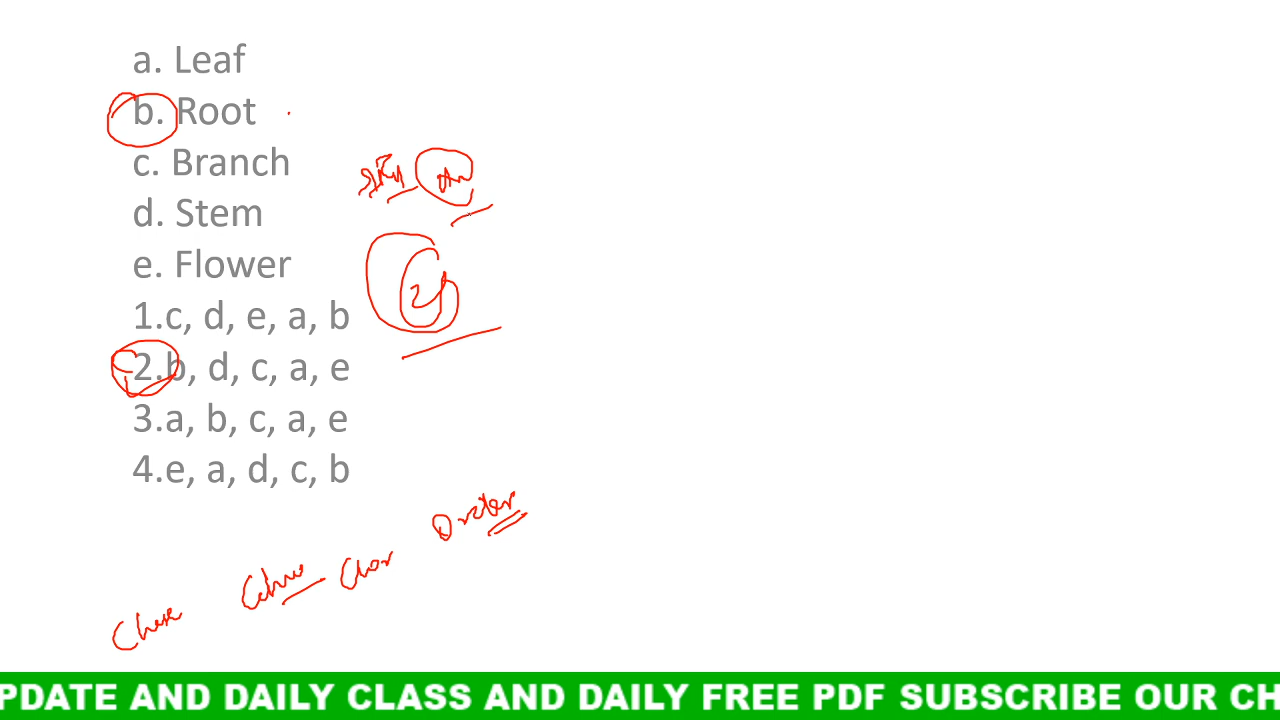 a. Leaf
b. Root
c. Branch
d. Stem
e. Flower
1.c, d, e, a, b
2.b, d, c, a, e
3.a, b, c, a, e
4.e, a, d, c, b
PDATE AND DAILY CLASS AND DAILY FREE PDF SUBSCRIBE OUR CH